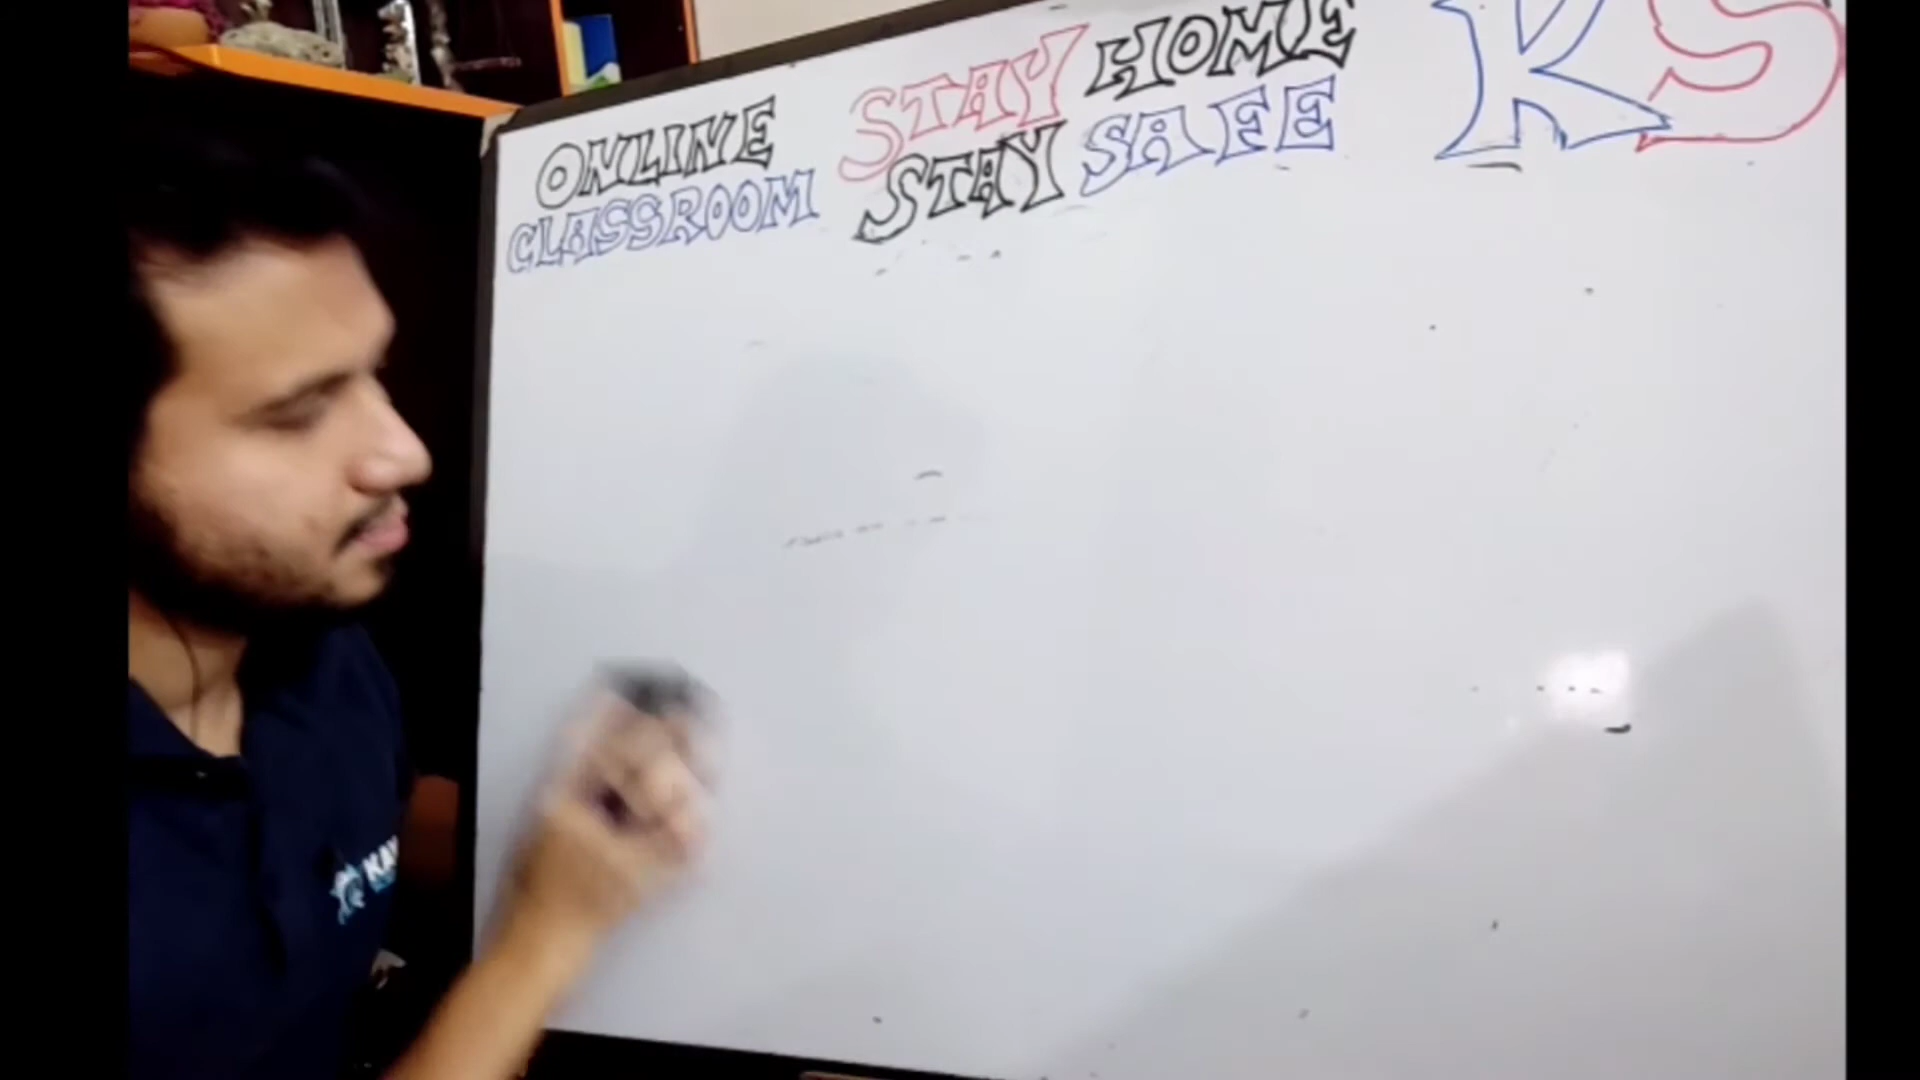 ONLINE
CLASSROOM
STAY HOME
STAY SAFE
KS